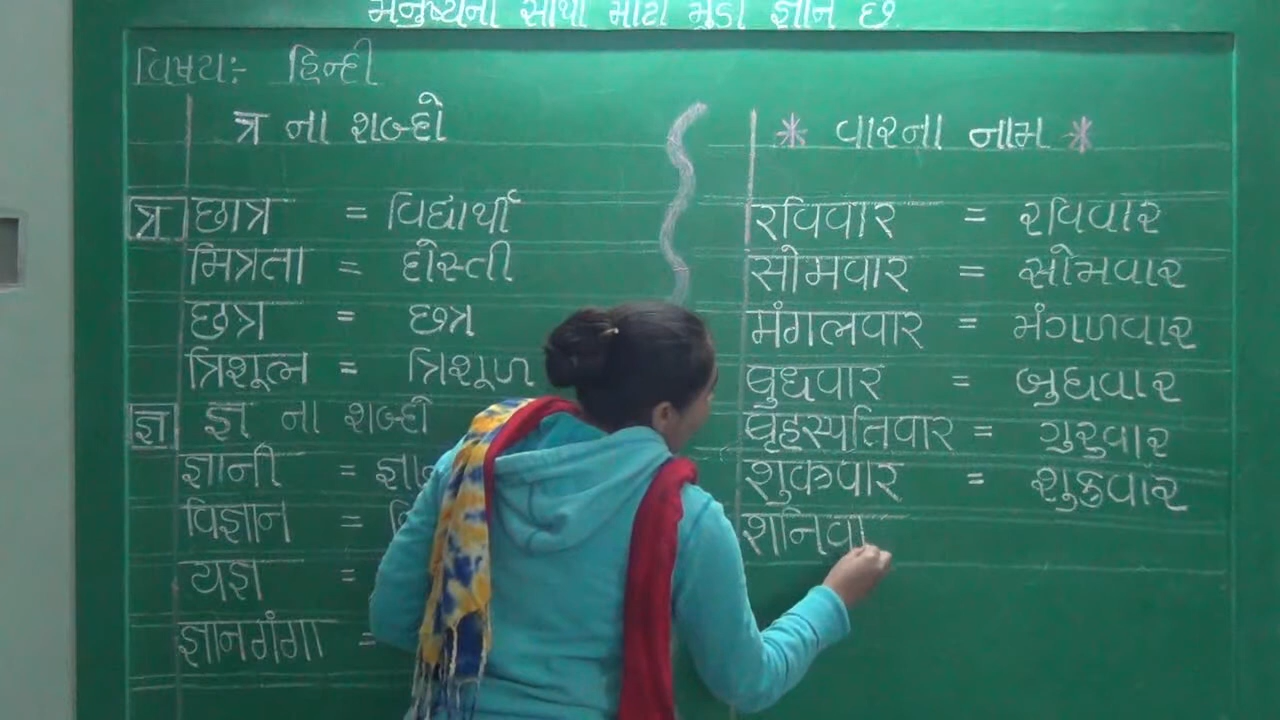 મનુષ્યની સાચી મોટી મુડી જ્ઞાન છે.
વિષય:- હિન્દી
ત્ર ના શબ્દો
ત્ર છાત્ર = વિદ્યાર્થી
મિત્રતા = દોસ્તી
छत्र = છત્ર
त्रिशूल = ત્રિશૂળ
ज्ञ જ્ઞ ના શબ્દો
ज्ञानी =
विज्ञान =
यज्ञ =
ज्ञानगंगा =
* વારના નામ *
रविवार = રવિવાર
सोमवार = સોમવાર
मंगलवार = મંગળવાર
बुधवार = બુધવાર
बृहस्पतिवार = ગુરુવાર
शुक्रवार = શુક્રવાર
शनिवा